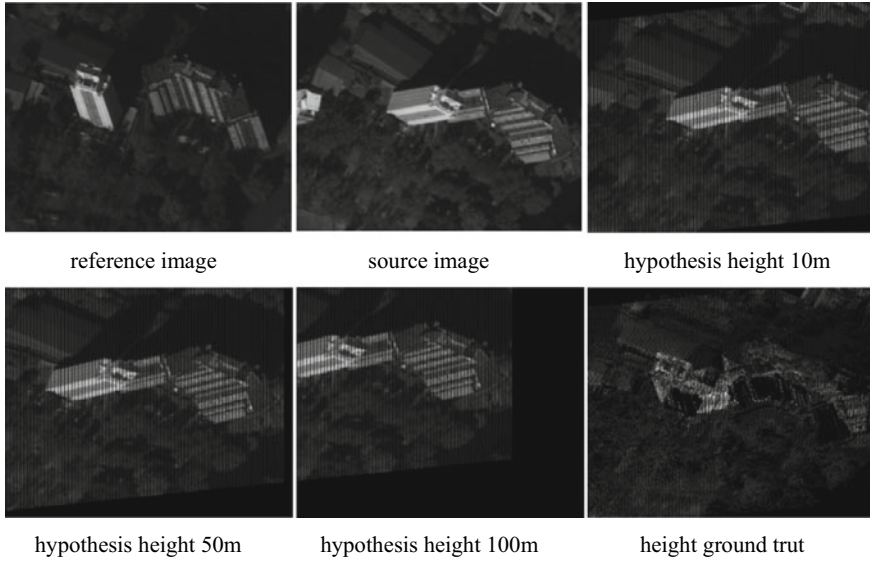 reference image
source image
hypothesis height 10m
hypothesis height 50m
hypothesis height 100m
height ground trut